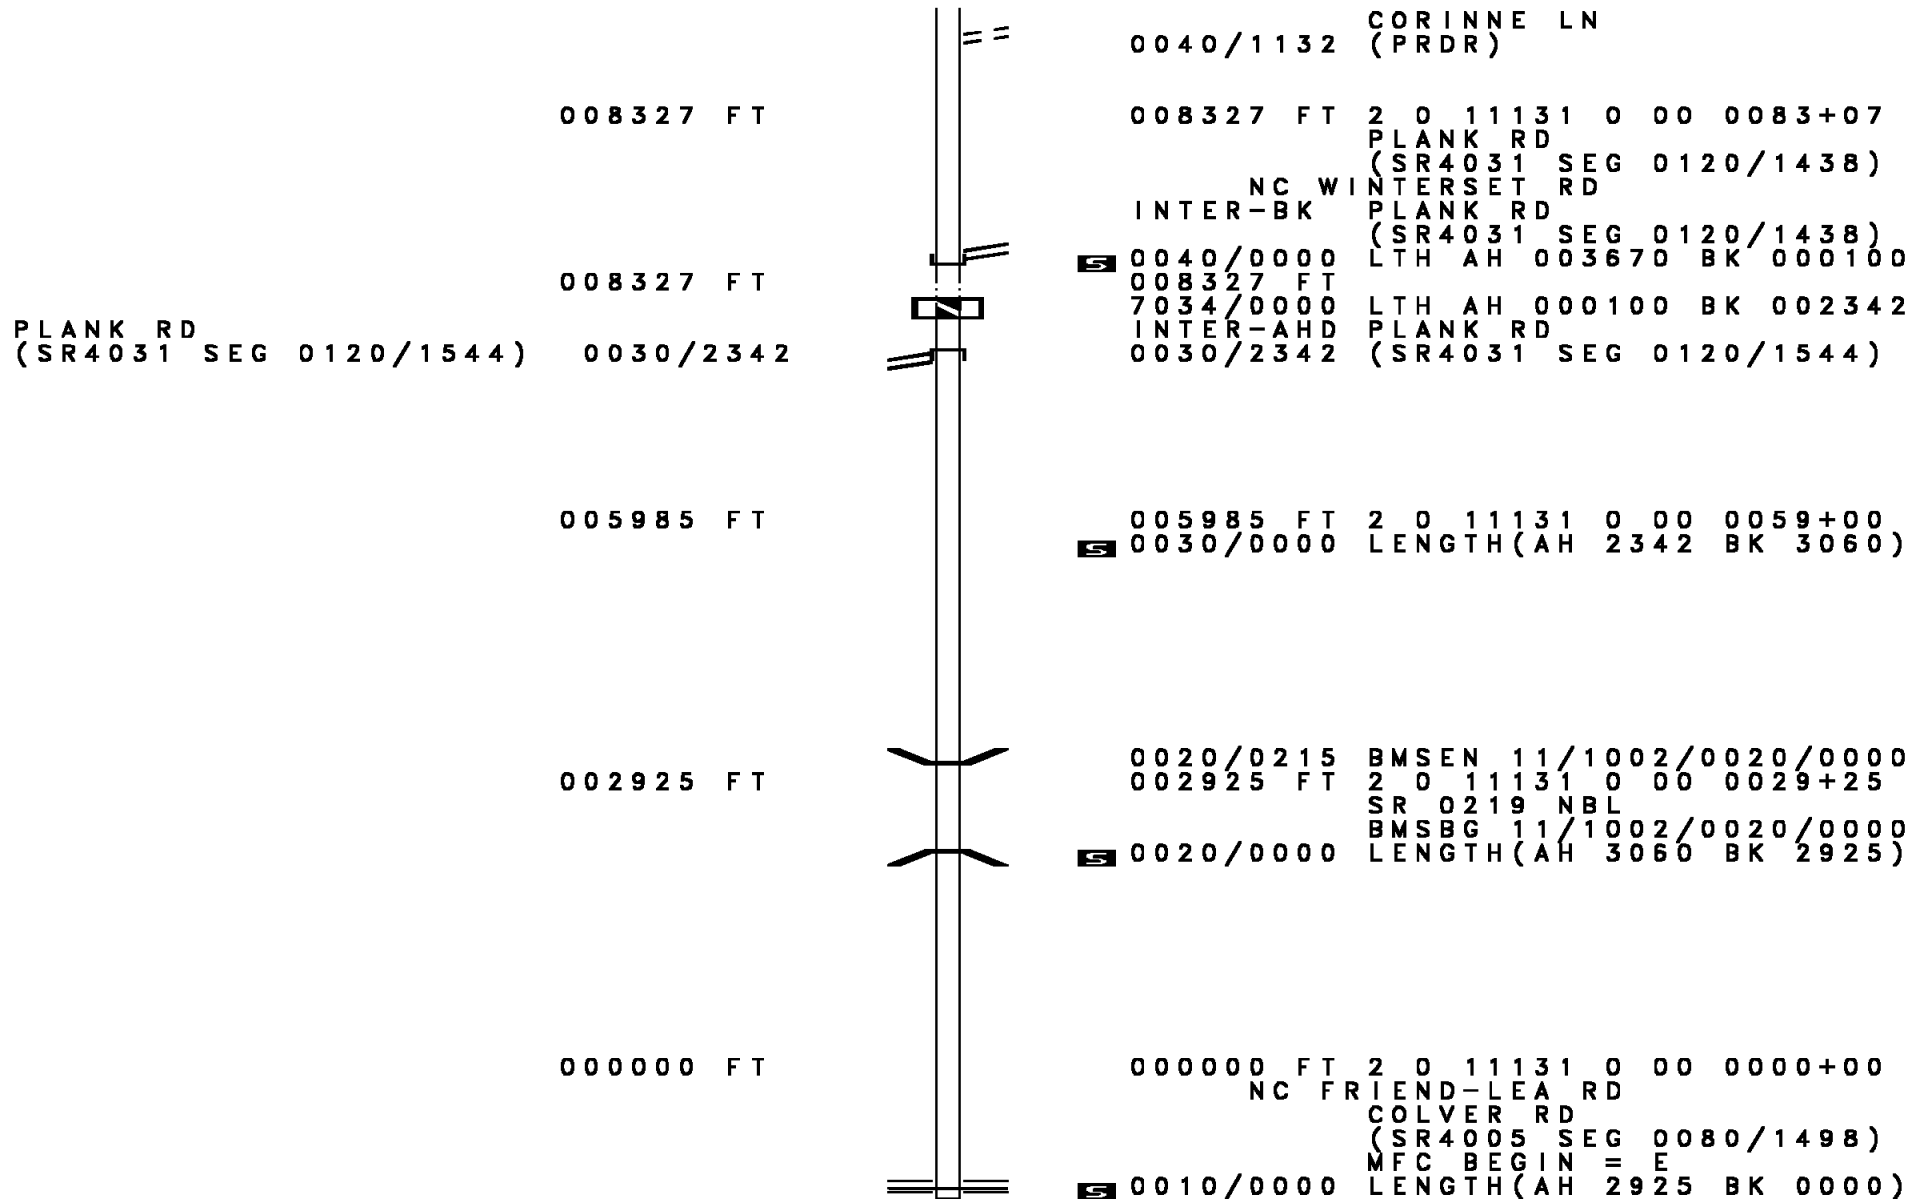 CORINNE LN
0040/1132 (PRDR)
008327 FT 008327 FT 2 0 11131 0 00 0083+07
PLANK RD
(SR4031 SEG 0120/1438)
NC WINTERSET RD
INTER-BK PLANK RD
(SR4031 SEG 0120/1438)
S 0040/0000 LTH AH 003670 BK 000100
008327 FT 008327 FT
7034/0000 LTH AH 000100 BK 002342
PLANK RD INTER-AHD PLANK RD
(SR4031 SEG 0120/1544) 0030/2342 0030/2342 (SR4031 SEG 0120/1544)
005985 FT 005985 FT 2 0 11131 0 00 0059+00
S 0030/0000 LENGTH(AH 2342 BK 3060)
0020/0215 BMSEN 11/1002/0020/0000
002925 FT 002925 FT 2 0 11131 0 00 0029+25
SR 0219 NBL
BMSBG 11/1002/0020/0000
S 0020/0000 LENGTH(AH 3060 BK 2925)
000000 FT 000000 FT 2 0 11131 0 00 0000+00
NC FRIEND-LEA RD
COLVER RD
(SR4005 SEG 0080/1498)
MFC BEGIN = E
S 0010/0000 LENGTH(AH 2925 BK 0000)